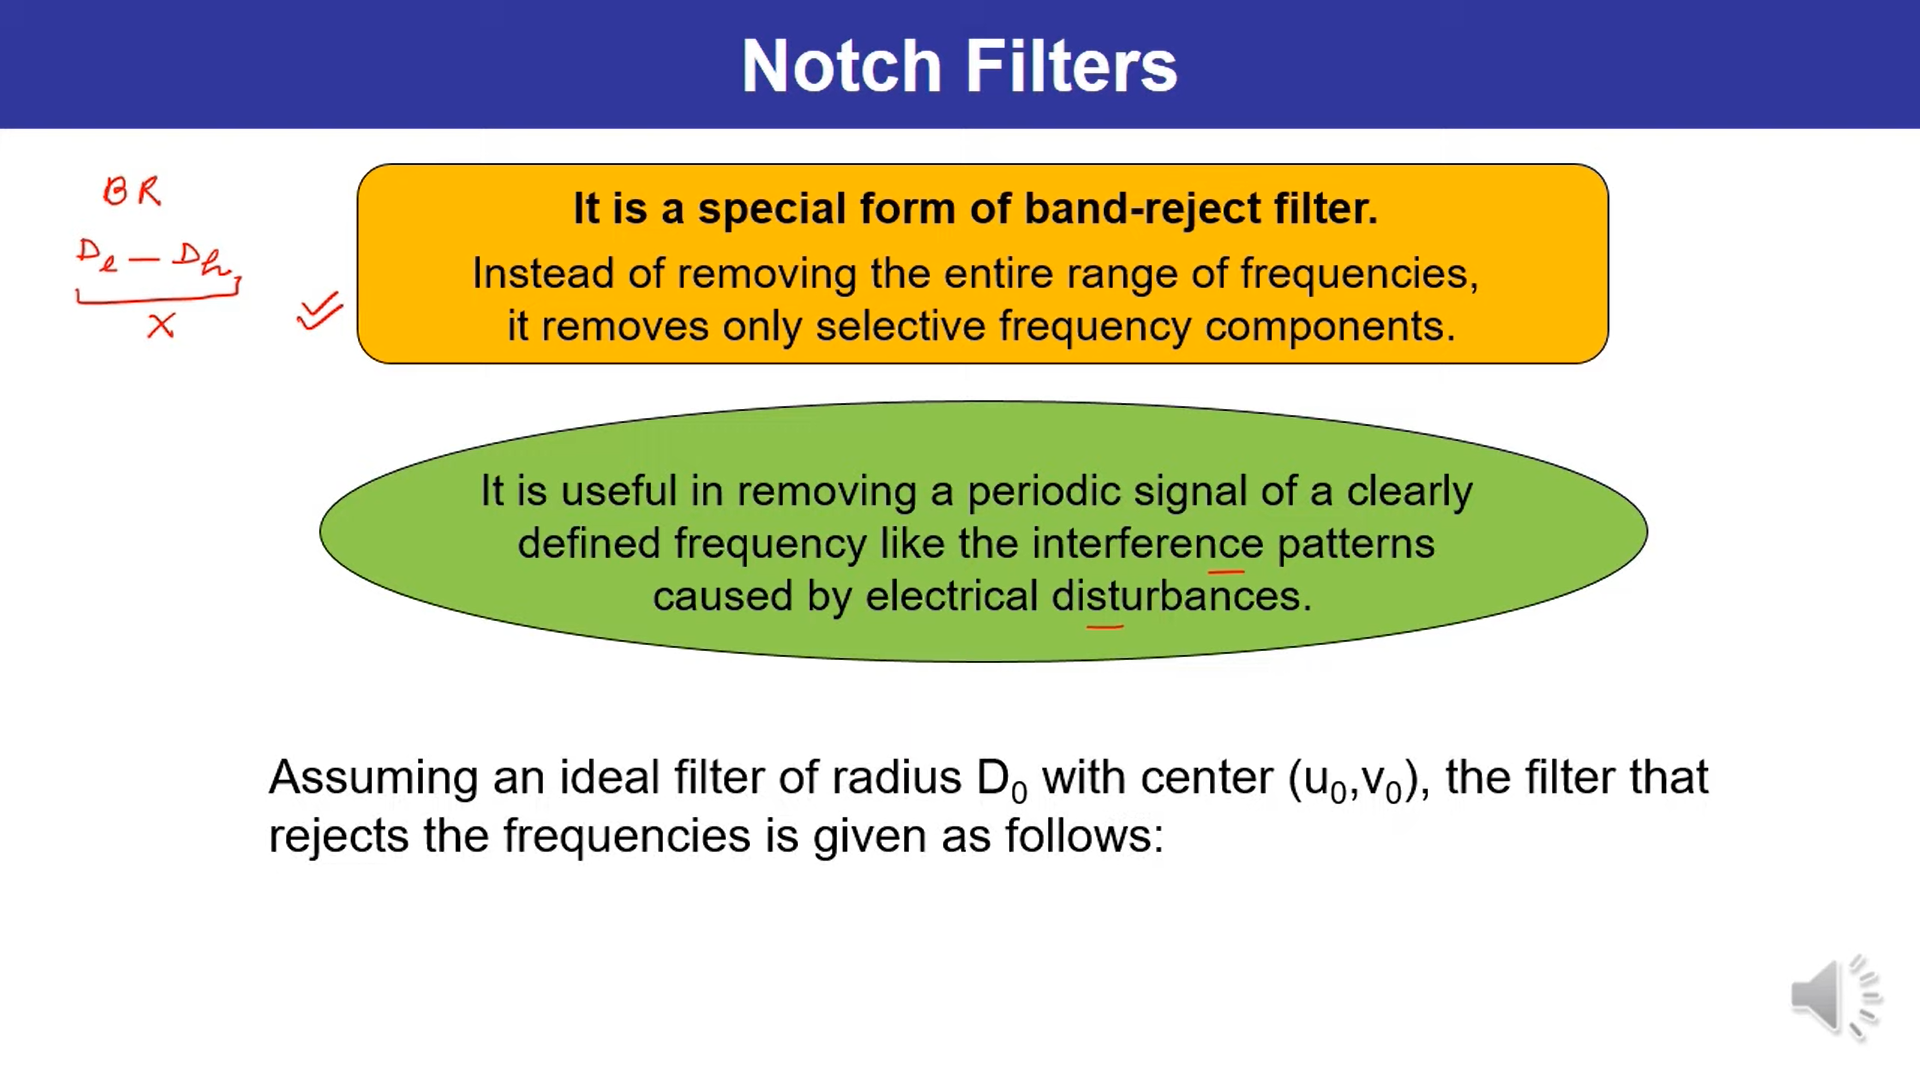 Notch Filters
BR
Dl — Dh
X
It is a special form of band-reject filter.
Instead of removing the entire range of frequencies,
it removes only selective frequency components.
It is useful in removing a periodic signal of a clearly
defined frequency like the interference patterns
caused by electrical disturbances.
Assuming an ideal filter of radius D₀ with center (u₀,v₀), the filter that
rejects the frequencies is given as follows: